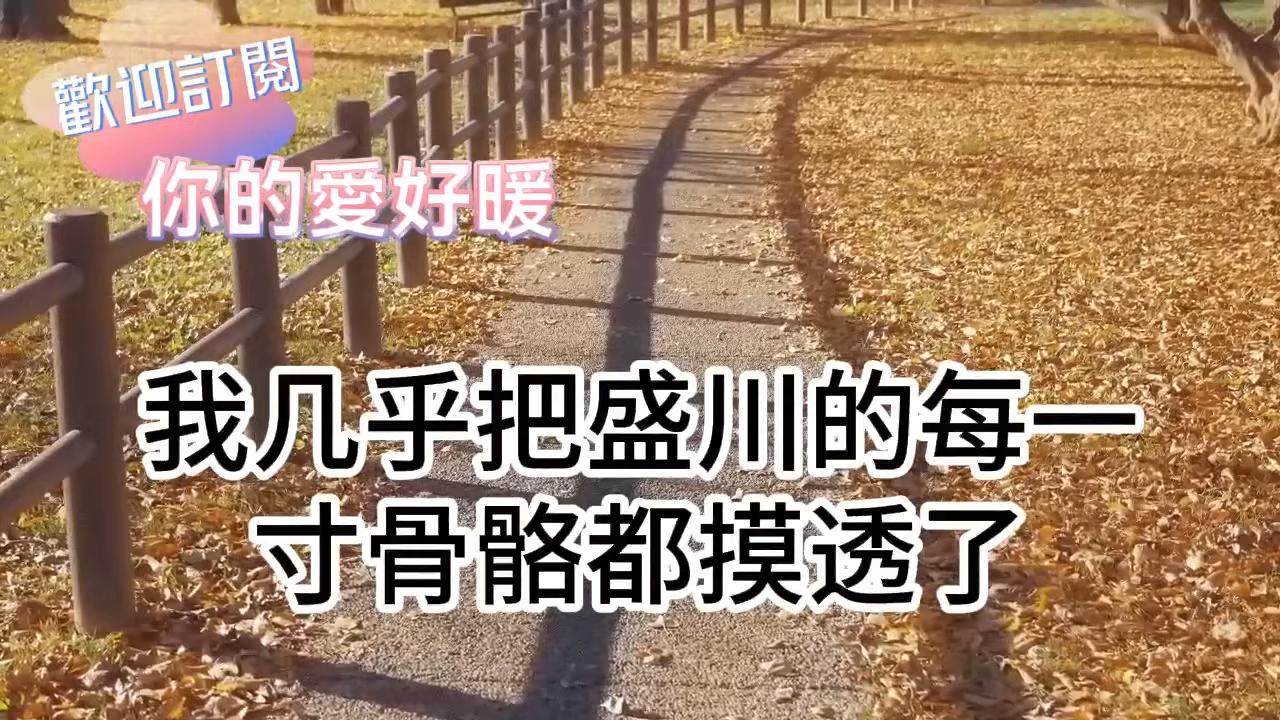 歡迎訂閱
你的愛好暖
我几乎把盛川的每一
寸骨骼都摸透了